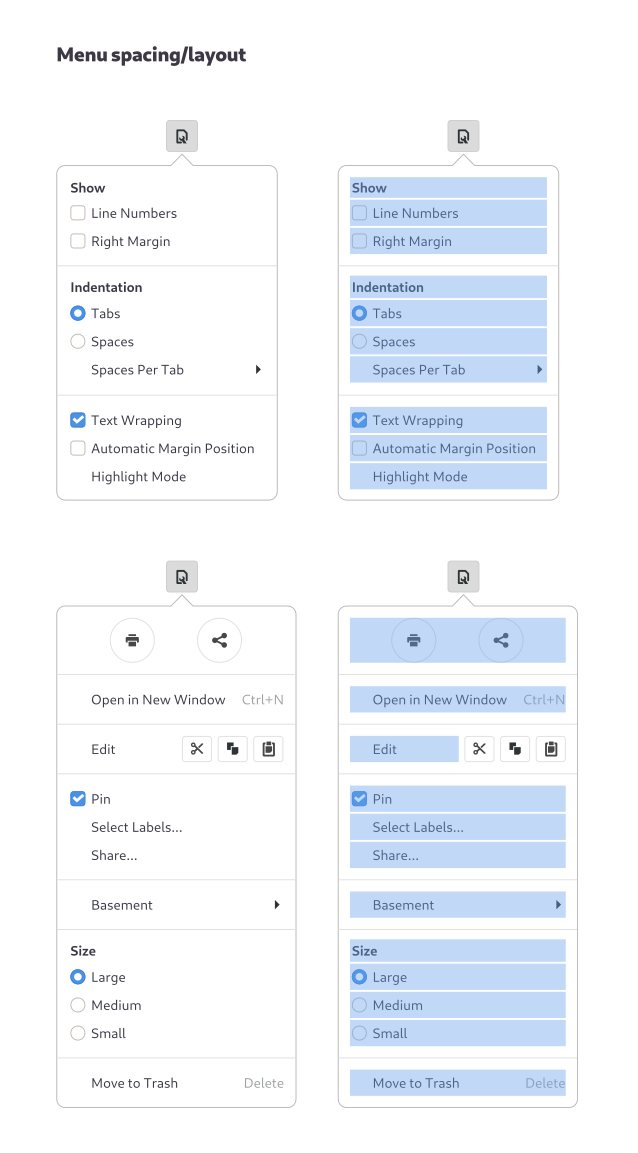 Menu spacing/layout
Show
Line Numbers
Right Margin
Indentation
Tabs
Spaces
Spaces Per Tab
Text Wrapping
Automatic Margin Position
Highlight Mode
Show
Line Numbers
Right Margin
Indentation
Tabs
Spaces
Spaces Per Tab
Text Wrapping
Automatic Margin Position
Highlight Mode
Open in New Window Ctrl+N
Edit
Pin
Select Labels...
Share...
Basement
Size
Large
Medium
Small
Move to Trash Delete
Open in New Window Ctrl+N
Edit
Pin
Select Labels...
Share...
Basement
Size
Large
Medium
Small
Move to Trash Delete